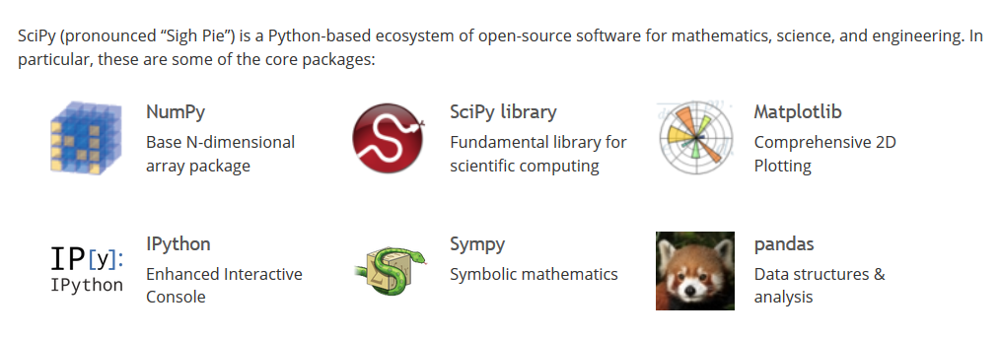 SciPy (pronounced “Sigh Pie”) is a Python-based ecosystem of open-source software for mathematics, science, and engineering. In
particular, these are some of the core packages:
NumPy
Base N-dimensional
array package
SciPy library
Fundamental library for
scientific computing
Matplotlib
Comprehensive 2D
Plotting
IP[y]:
IPython
IPython
Enhanced Interactive
Console
Sympy
Symbolic mathematics
pandas
Data structures &
analysis